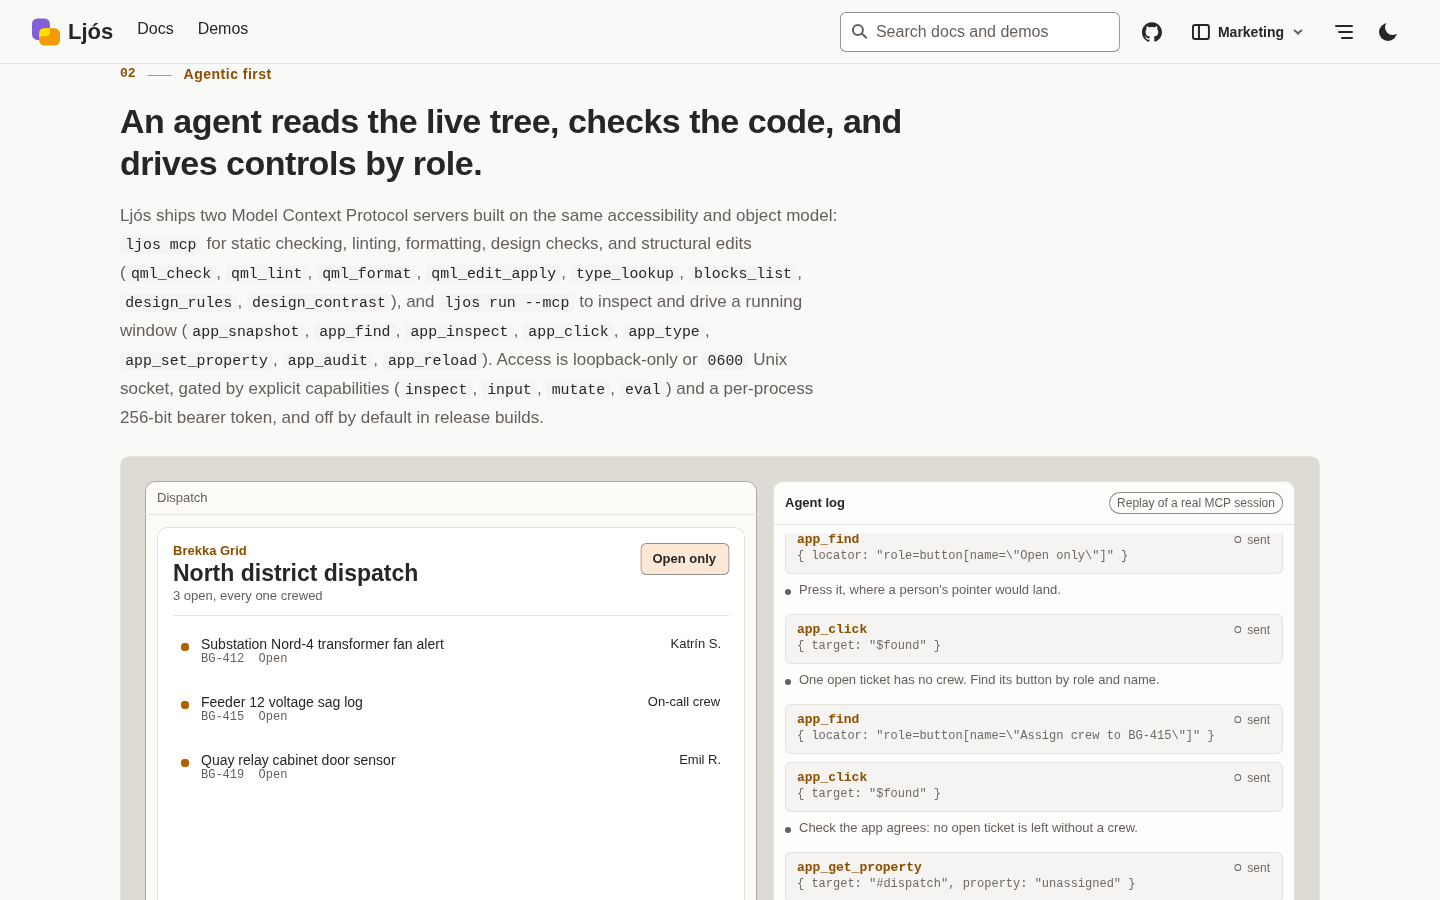 Ljós Docs Demos Search docs and demos Marketing
02 Agentic first
An agent reads the live tree, checks the code, and
drives controls by role.
Ljós ships two Model Context Protocol servers built on the same accessibility and object model:
ljos mcp for static checking, linting, formatting, design checks, and structural edits
( qml_check , qml_lint , qml_format , qml_edit_apply , type_lookup , blocks_list ,
design_rules , design_contrast ), and ljos run --mcp to inspect and drive a running
window ( app_snapshot , app_find , app_inspect , app_click , app_type ,
app_set_property , app_audit , app_reload ). Access is loopback-only or 0600 Unix
socket, gated by explicit capabilities ( inspect , input , mutate , eval ) and a per-process
256-bit bearer token, and off by default in release builds.
Dispatch
Brekka Grid
North district dispatch
3 open, every one crewed
Open only
Substation Nord-4 transformer fan alert
BG-412 Open
Katrín S.
Feeder 12 voltage sag log
BG-415 Open
On-call crew
Quay relay cabinet door sensor
BG-419 Open
Emil R.
Agent log
Replay of a real MCP session
app_find sent
{ locator: "role=button[name=\"Open only\"]" }
Press it, where a person's pointer would land.
app_click sent
{ target: "$found" }
One open ticket has no crew. Find its button by role and name.
app_find sent
{ locator: "role=button[name=\"Assign crew to BG-415\"]" }
app_click sent
{ target: "$found" }
Check the app agrees: no open ticket is left without a crew.
app_get_property sent
{ target: "#dispatch", property: "unassigned" }